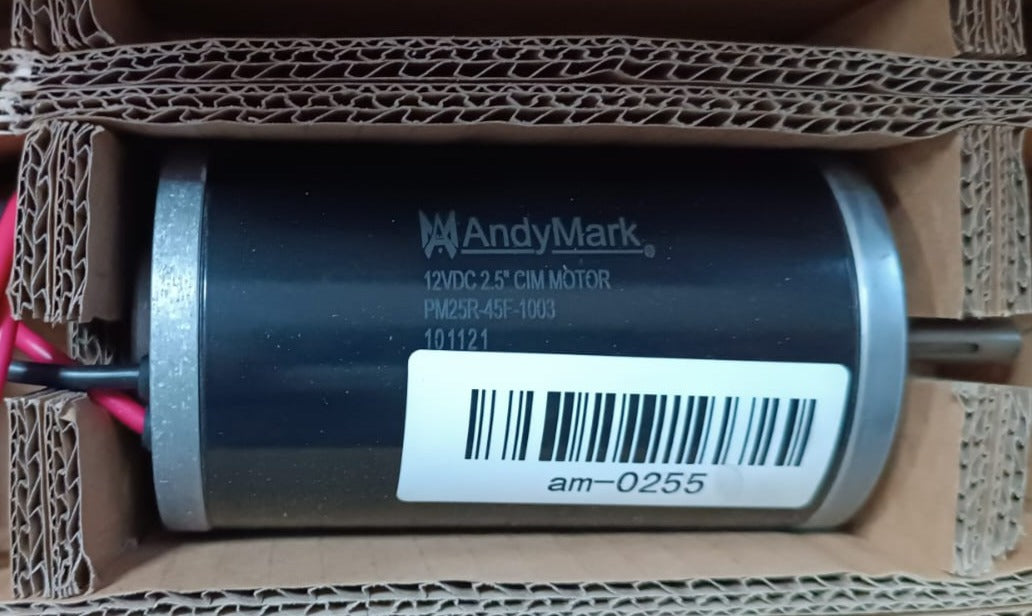 AndyMark®
12VDC 2.5" CIM MOTOR
PM25R-45F-1003
101121
am-0255